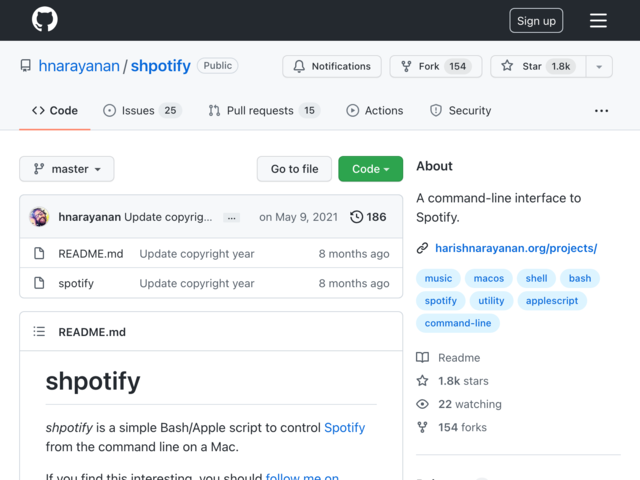 Sign up
hnarayanan / shpotify Public
Notifications Fork 154 Star 1.8k
Code Issues 25 Pull requests 15 Actions Security
master Go to file Code
hnarayanan Update copyrig... ... on May 9, 2021 186
README.md Update copyright year 8 months ago
spotify Update copyright year 8 months ago
README.md
shpotify
shpotify is a simple Bash/Apple script to control Spotify
from the command line on a Mac.
If you find this interesting, you should follow me on
About
A command-line interface to
Spotify.
harishnarayanan.org/projects/
music macos shell bash
spotify utility applescript
command-line
Readme
1.8k stars
22 watching
154 forks